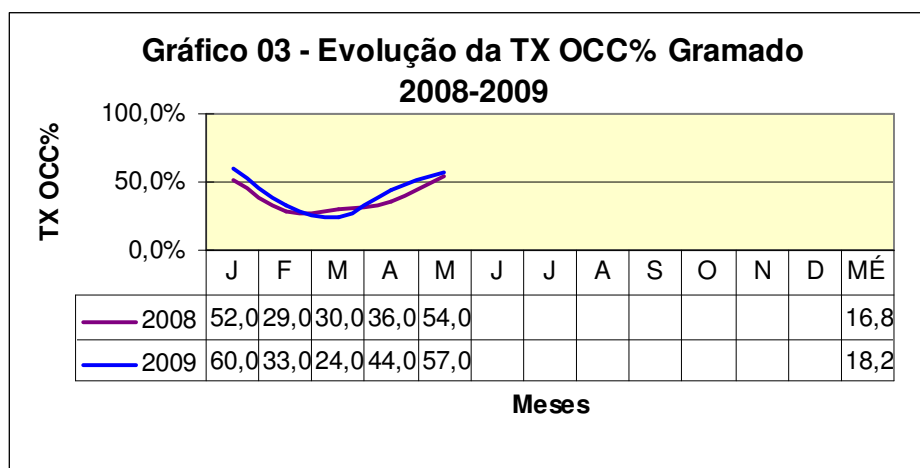 Gráfico 03 - Evolução da TX OCC% Gramado
2008-2009
TX OCC%
100,0%
50,0%
0,0%
J F M A M J J A S O N D MÉ
2008 52,0 29,0 30,0 36,0 54,0 16,8
2009 60,0 33,0 24,0 44,0 57,0 18,2
Meses